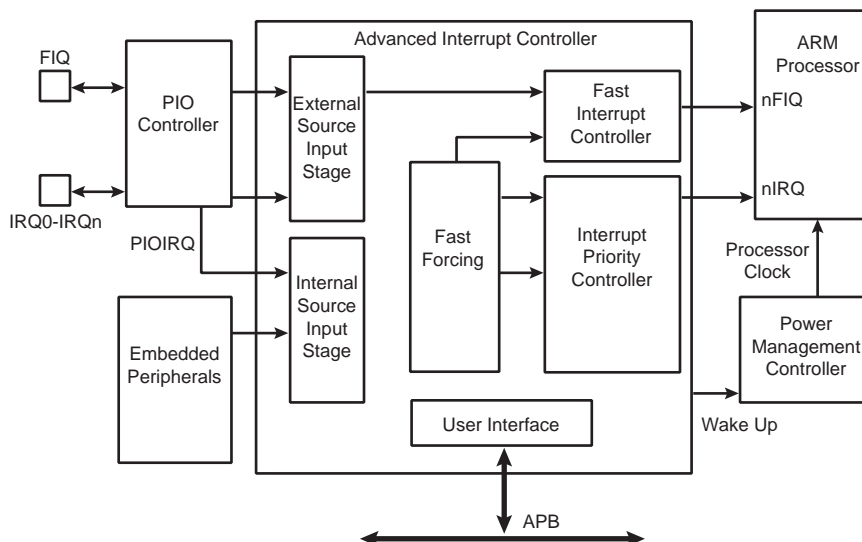 Advanced Interrupt Controller
FIQ
PIO
Controller
External
Source
Input
Stage
Fast
Interrupt
Controller
ARM
Processor
nFIQ
nIRQ
IRQ0-IRQn
PIOIRQ
Fast
Forcing
Interrupt
Priority
Controller
Internal
Source
Input
Stage
Processor
Clock
Embedded
Peripherals
Power
Management
Controller
User Interface
Wake Up
APB